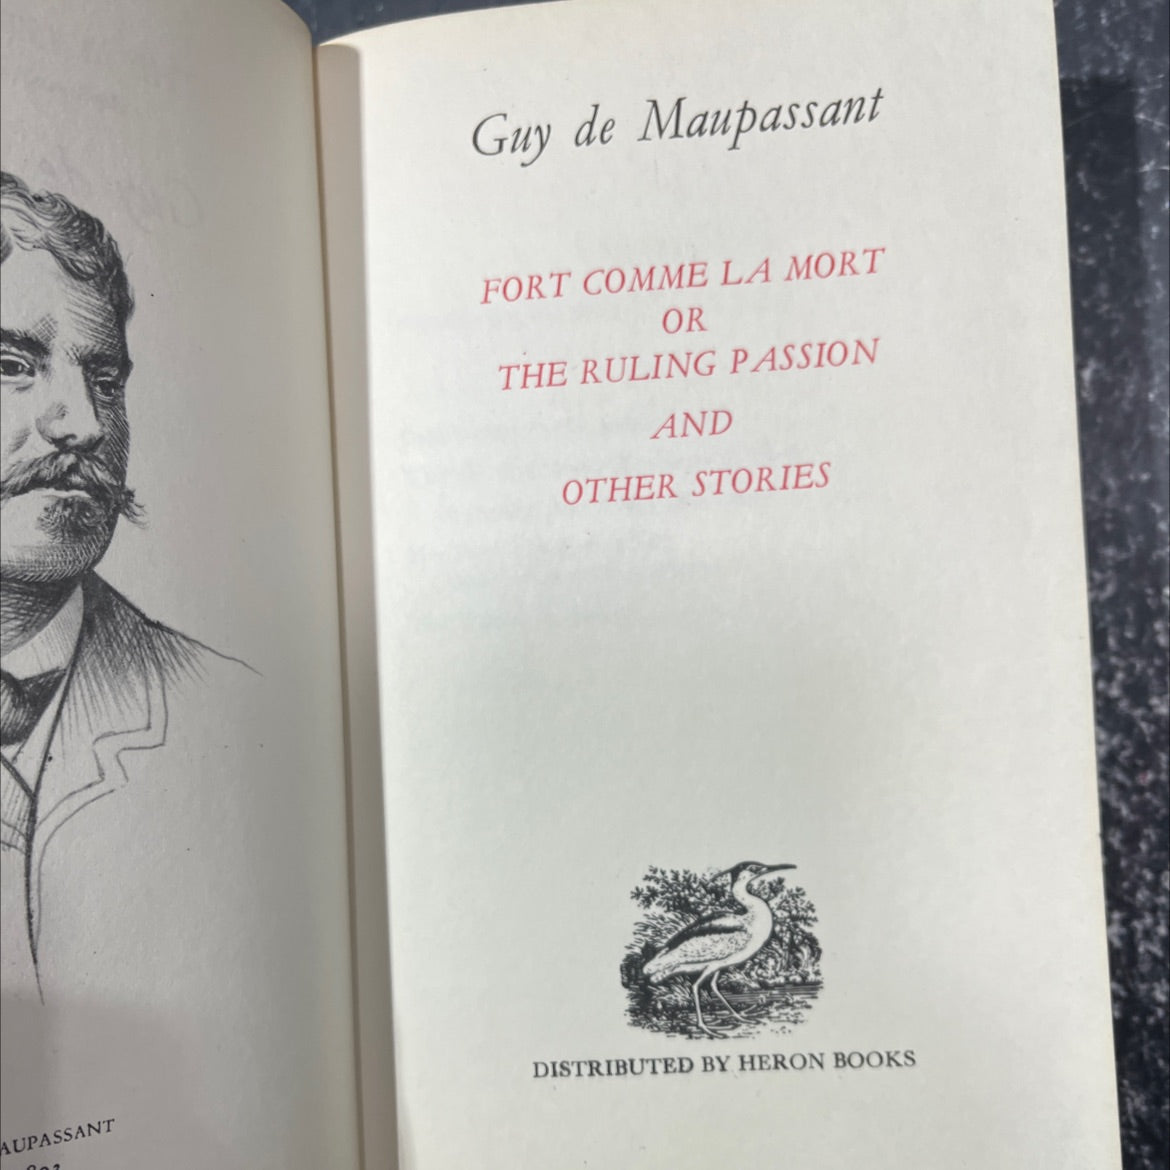 AUPASSANT
Guy de Maupassant
FORT COMME LA MORT
OR
THE RULING PASSION
AND
OTHER STORIES
DISTRIBUTED BY HERON BOOKS